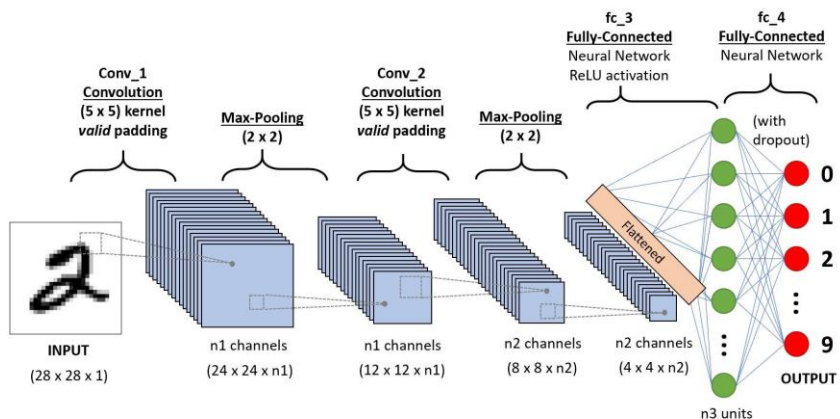 fc_3
Fully-Connected
Neural Network
ReLU activation
fc_4
Fully-Connected
Neural Network
Conv_1
Convolution
(5 x 5) kernel
valid padding
Max-Pooling
(2 x 2)
Conv_2
Convolution
(5 x 5) kernel
valid padding
Max-Pooling
(2 x 2)
(with
dropout)
Flattened
0
1
2
9
2
INPUT
(28 x 28 x 1)
n1 channels
(24 x 24 x n1)
n1 channels
(12 x 12 x n1)
n2 channels
(8 x 8 x n2)
n2 channels
(4 x 4 x n2)
OUTPUT
n3 units